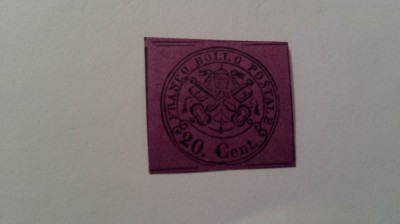 FRANCO BOLLO POSTALE
20. Cent.